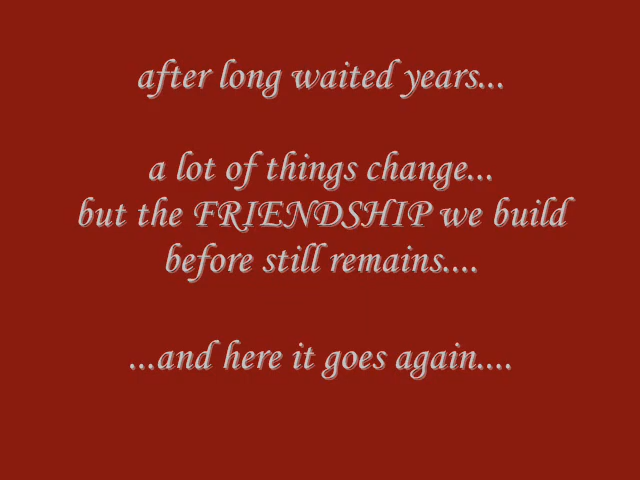 after long waited years...
a lot of things change...
but the FRIENDSHIP we build
before still remains....
...and here it goes again....